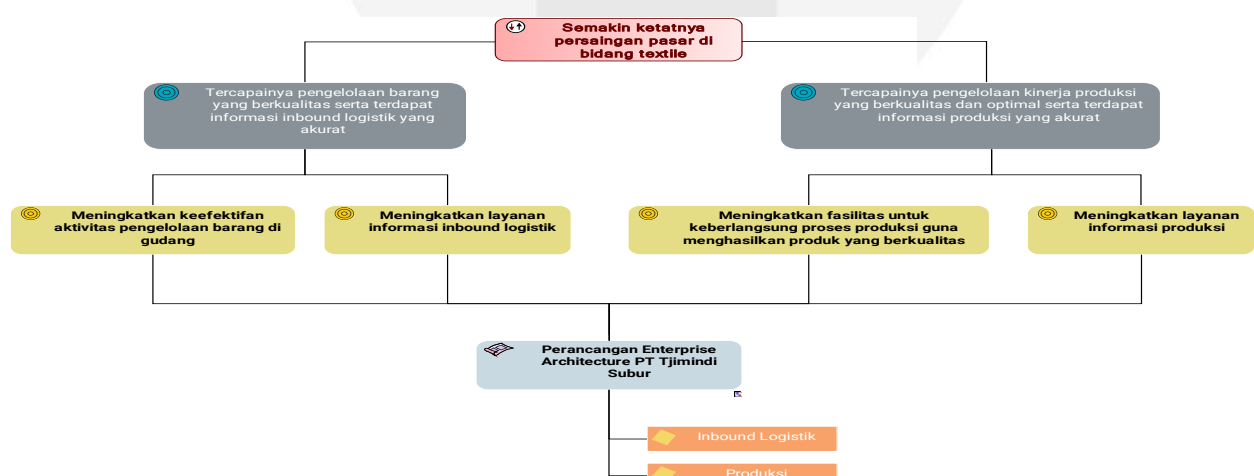 Semakin ketatnya
persaingan pasar di
bidang textile
Tercapainya pengelolaan barang
yang berkualitas serta terdapat
informasi inbound logistik yang
akurat
Tercapainya pengelolaan kinerja produksi
yang berkualitas dan optimal serta terdapat
informasi produksi yang akurat
Meningkatkan keefektifan
aktivitas pengelolaan barang di
gudang
Meningkatkan layanan
informasi inbound logistik
Meningkatkan fasilitas untuk
keberlangsung proses produksi guna
menghasilkan produk yang berkualitas
Meningkatkan layanan
informasi produksi
Perancangan Enterprise
Architecture PT Tjimindi
Subur
Inbound Logistik
Produksi